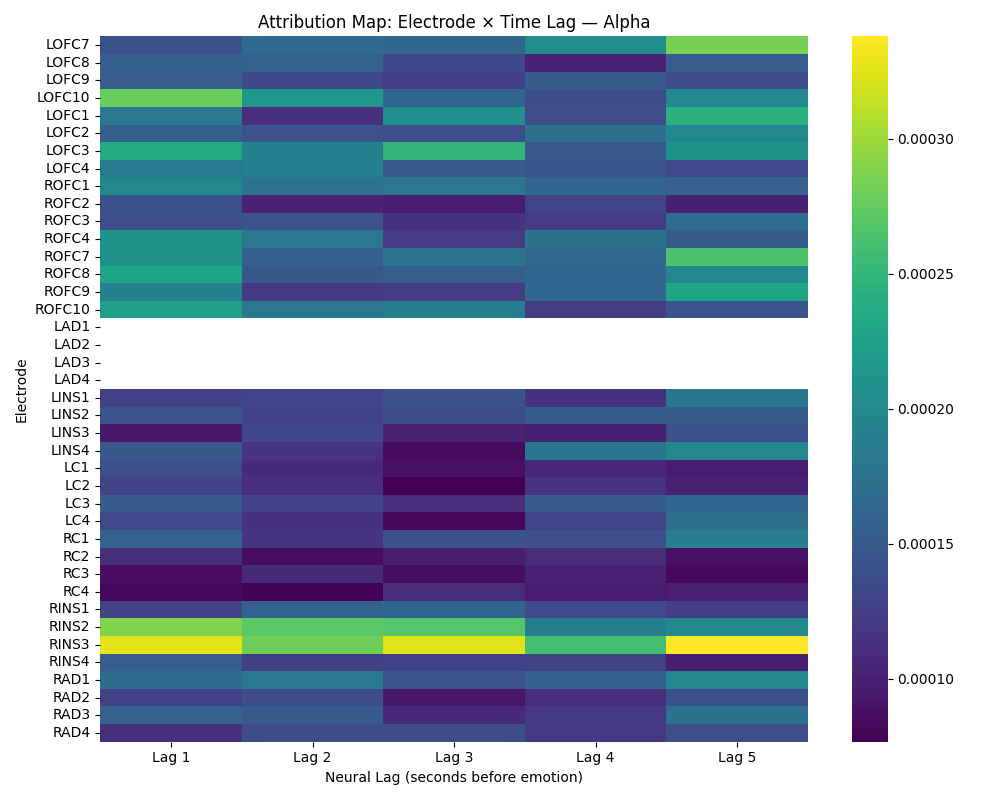 Attribution Map: Electrode × Time Lag — Alpha
LOFC7
LOFC8
LOFC9
LOFC10
LOFC1
LOFC2
LOFC3
LOFC4
ROFC1
ROFC2
ROFC3
ROFC4
ROFC7
ROFC8
ROFC9
ROFC10
LAD1
LAD2
LAD3
LAD4
LINS1
LINS2
LINS3
LINS4
LC1
LC2
LC3
LC4
RC1
RC2
RC3
RC4
RINS1
RINS2
RINS3
RINS4
RAD1
RAD2
RAD3
RAD4
Electrode
Lag 1 Lag 2 Lag 3 Lag 4 Lag 5
Neural Lag (seconds before emotion)
0.00030
0.00025
0.00020
0.00015
0.00010